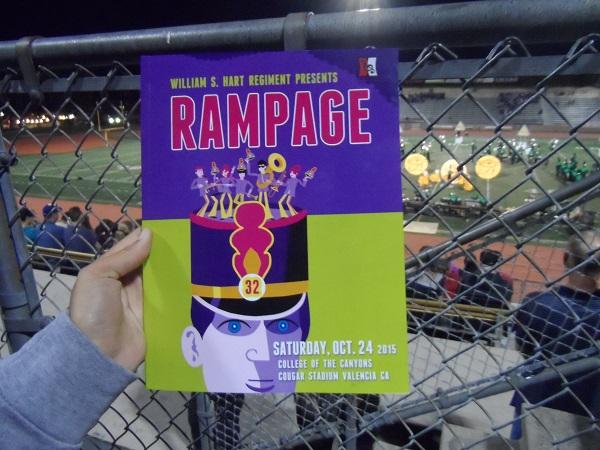 WILLIAM S. HART REGIMENT PRESENTS
RAMPAGE
32
SATURDAY, OCT. 24 2015
COLLEGE OF THE CANYONS
COUGAR STADIUM VALENCIA CA